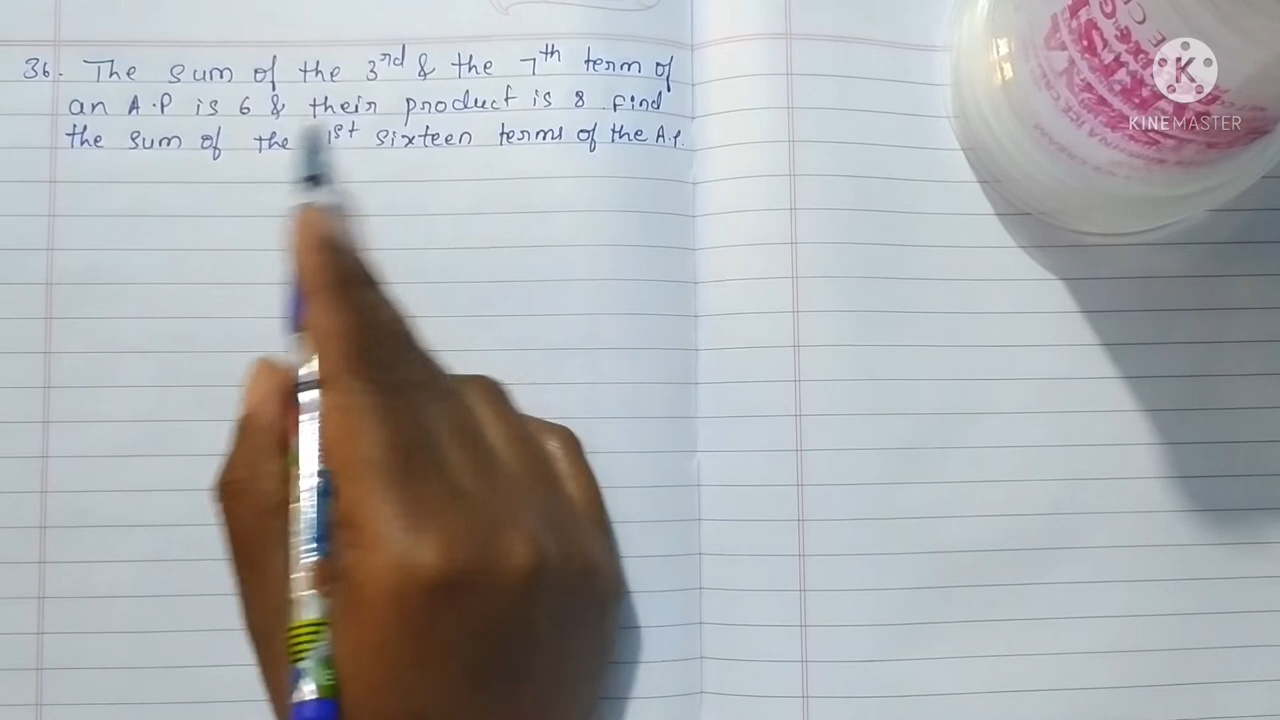 36. The sum of the 3rd & the 7th term of
an A.P is 6 & their product is 8 find
the sum of the 1st sixteen terms of the A.P.
KINEMASTER